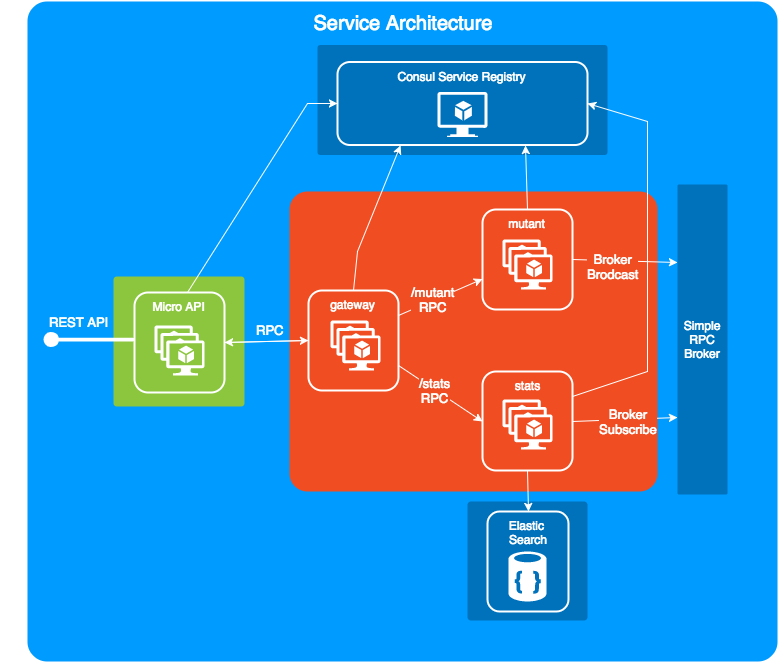 Service Architecture
Consul Service Registry
mutant
Broker
Brodcast
Micro API
REST API
RPC
gateway
/mutant
RPC
Simple
RPC
Broker
/stats
RPC
stats
Broker
Subscribe
Elastic
Search
{ }